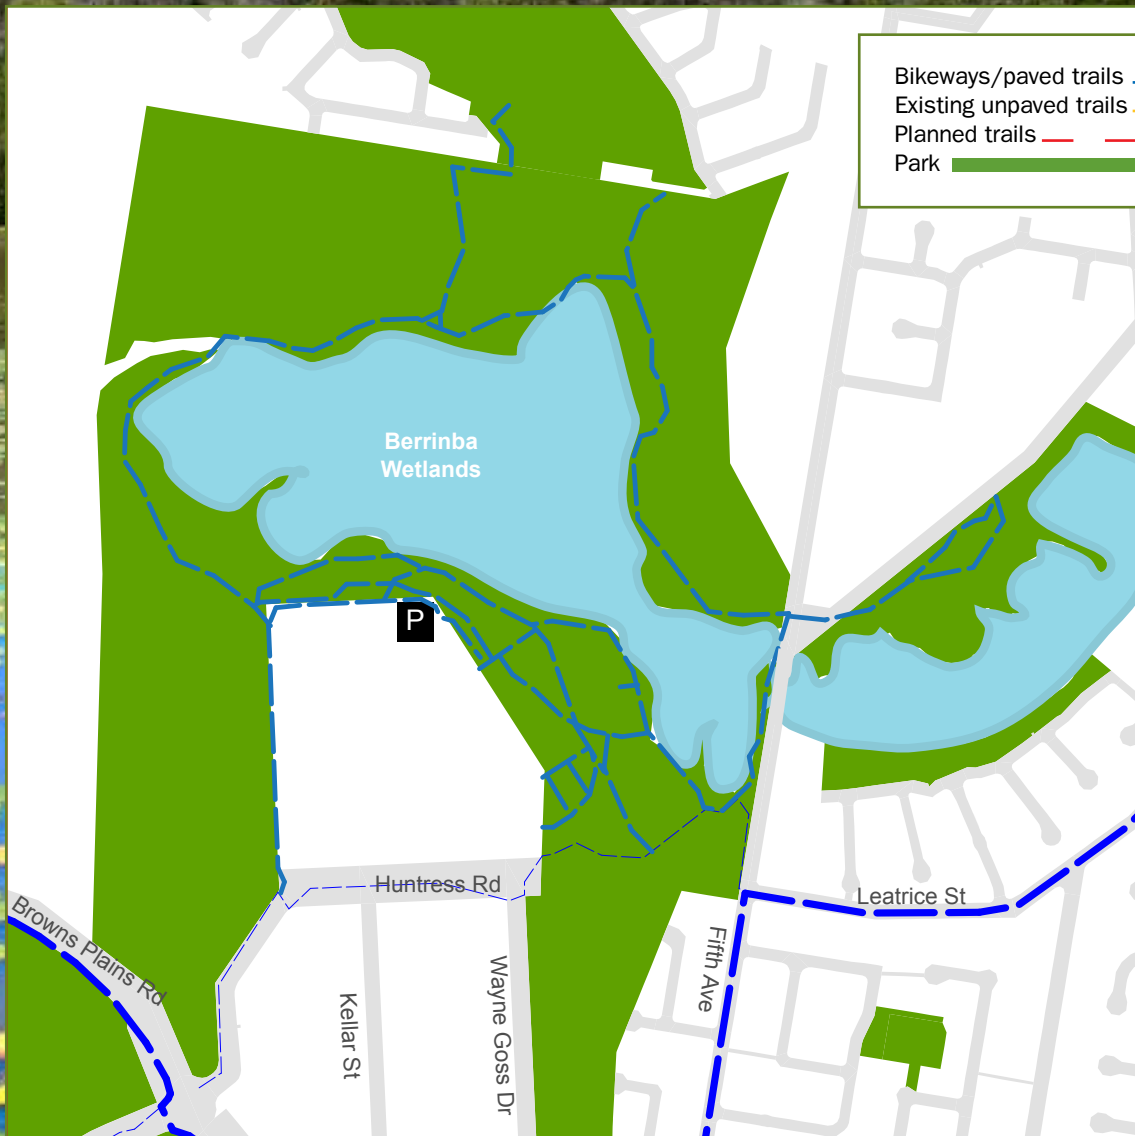 Bikeways/paved trails
Existing unpaved trails
Planned trails
Park
Berrinba
Wetlands
P
Huntress Rd
Leatrice St
Browns Plains Rd
Fifth Ave
Wayne Goss Dr
Kellar St